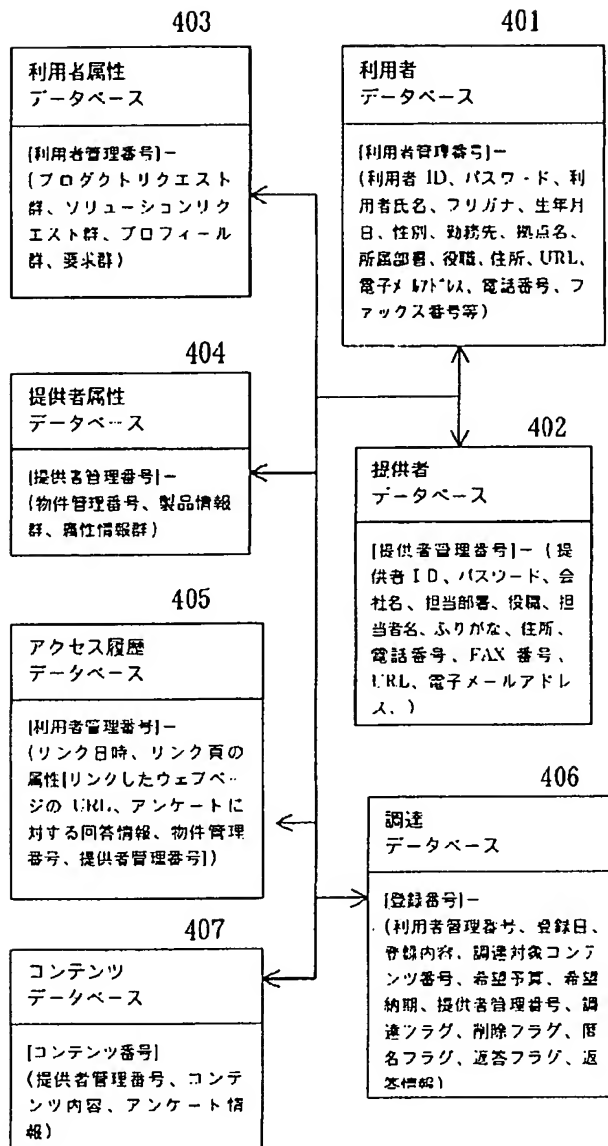 403
利用者属性
データベース
[利用者管理番号]－
(プロダクトリクエスト
群、ソリューションリク
エスト群、プロフィール
群、要求群)
401
利用者
データベース
[利用者管理番号]－
(利用者 ID、パスワード、利
用者氏名、フリガナ、生年月
日、性別、勤務先、拠点名、
所属部署、役職、住所、URL、
電子メールアドレス、電話番号、ファ
ックス番号等)
404
提供者属性
データベース
[提供者管理番号]－
(物件管理番号、製品情報
群、属性情報群)
402
提供者
データベース
[提供者管理番号]－ (提
供者 ID、パスワード、会
社名、担当部署、役職、担
当者名、ふりがな、住所、
電話番号、FAX 番号、
URL、電子メールアドレ
ス、)
405
アクセス履歴
データベース
[利用者管理番号]－
(リンク日時、リンク頁の
属性[リンクしたウェブペー
ジの URL、アンケートに
対する回答情報、物件管理
番号、提供者管理番号])
406
調達
データベース
[登録番号]－
(利用者管理番号、登録日、
登録内容、調達対象コンテ
ンツ番号、希望予算、希望
納期、提供者管理番号、調
達フラグ、削除フラグ、匿
名フラグ、返答フラグ、返
答情報)
407
コンテンツ
データベース
[コンテンツ番号]
(提供者管理番号、コンテ
ンツ内容、アンケート情
報)